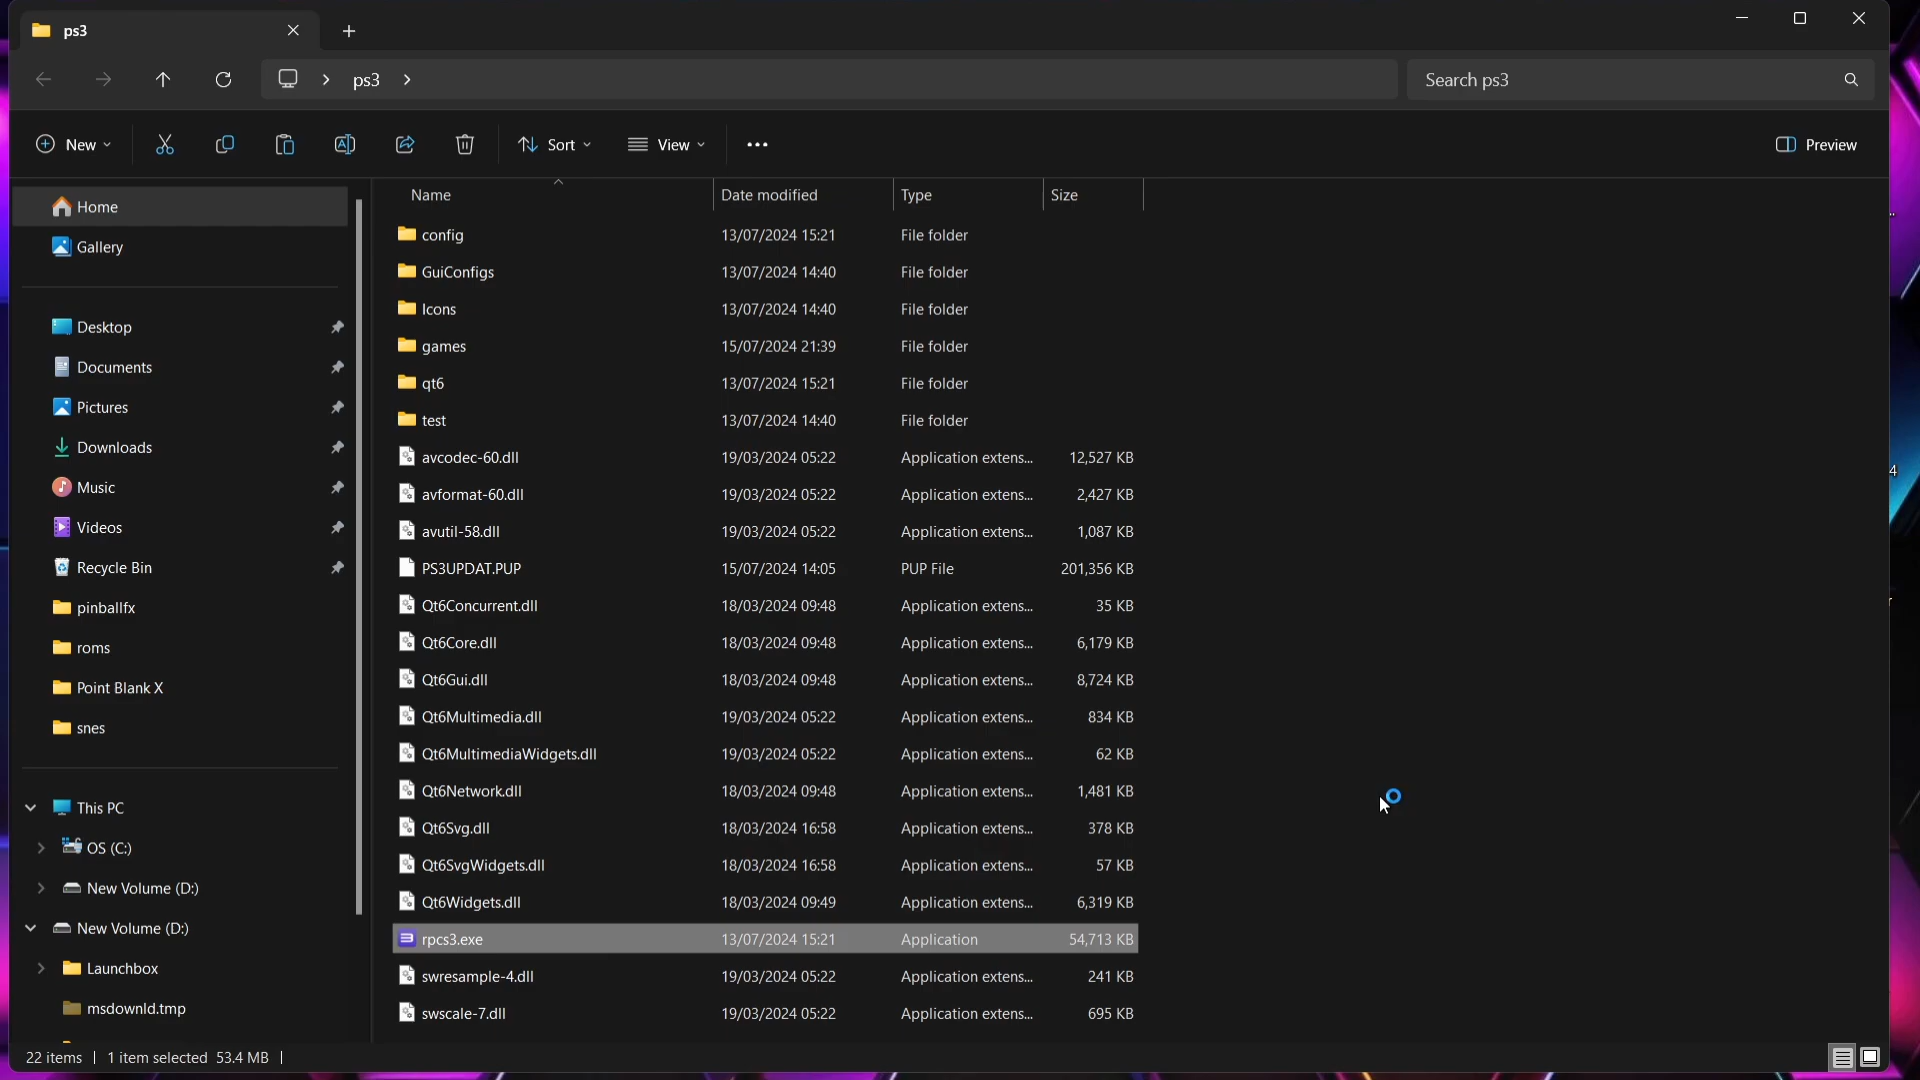 ps3
ps3
Search ps3
New
Sort
View
Preview
Name Date modified Type Size
Home
Gallery
Desktop
Documents
Pictures
Downloads
Music
Videos
Recycle Bin
pinballfx
roms
Point Blank X
snes
This PC
OS (C:)
New Volume (D:)
New Volume (D:)
Launchbox
msdownld.tmp
config 13/07/2024 15:21 File folder
GuiConfigs 13/07/2024 14:40 File folder
Icons 13/07/2024 14:40 File folder
games 15/07/2024 21:39 File folder
qt6 13/07/2024 15:21 File folder
test 13/07/2024 14:40 File folder
avcodec-60.dll 19/03/2024 05:22 Application extens... 12,527 KB
avformat-60.dll 19/03/2024 05:22 Application extens... 2,427 KB
avutil-58.dll 19/03/2024 05:22 Application extens... 1,087 KB
PS3UPDAT.PUP 15/07/2024 14:05 PUP File 201,356 KB
Qt6Concurrent.dll 18/03/2024 09:48 Application extens... 35 KB
Qt6Core.dll 18/03/2024 09:48 Application extens... 6,179 KB
Qt6Gui.dll 18/03/2024 09:48 Application extens... 8,724 KB
Qt6Multimedia.dll 19/03/2024 05:22 Application extens... 834 KB
Qt6MultimediaWidgets.dll 19/03/2024 05:22 Application extens... 62 KB
Qt6Network.dll 18/03/2024 09:48 Application extens... 1,481 KB
Qt6Svg.dll 18/03/2024 16:58 Application extens... 378 KB
Qt6SvgWidgets.dll 18/03/2024 16:58 Application extens... 57 KB
Qt6Widgets.dll 18/03/2024 09:49 Application extens... 6,319 KB
rpcs3.exe 13/07/2024 15:21 Application 54,713 KB
swresample-4.dll 19/03/2024 05:22 Application extens... 241 KB
swscale-7.dll 19/03/2024 05:22 Application extens... 695 KB
4
22 items 1 item selected 53.4 MB